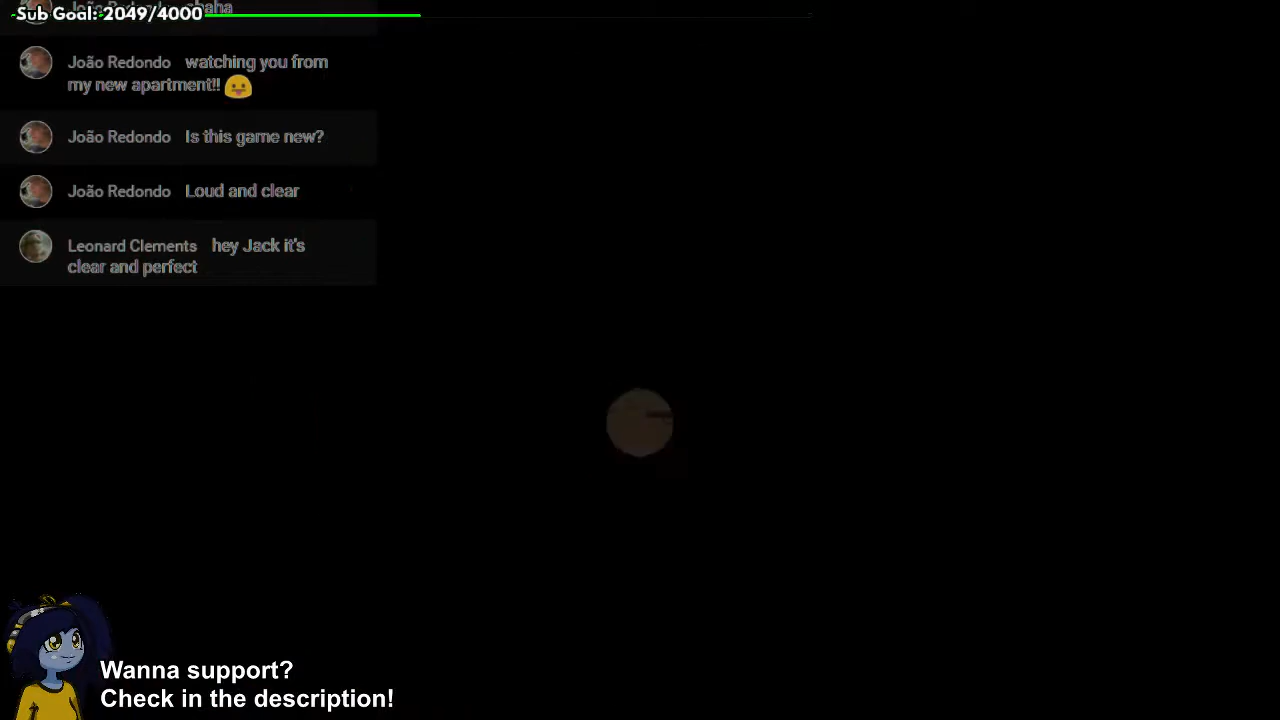 Sub Goal: 2049/4000
João Redondo watching you from
my new apartment!!
João Redondo Is this game new?
João Redondo Loud and clear
Leonard Clements hey Jack it's
clear and perfect
Wanna support?
Check in the description!